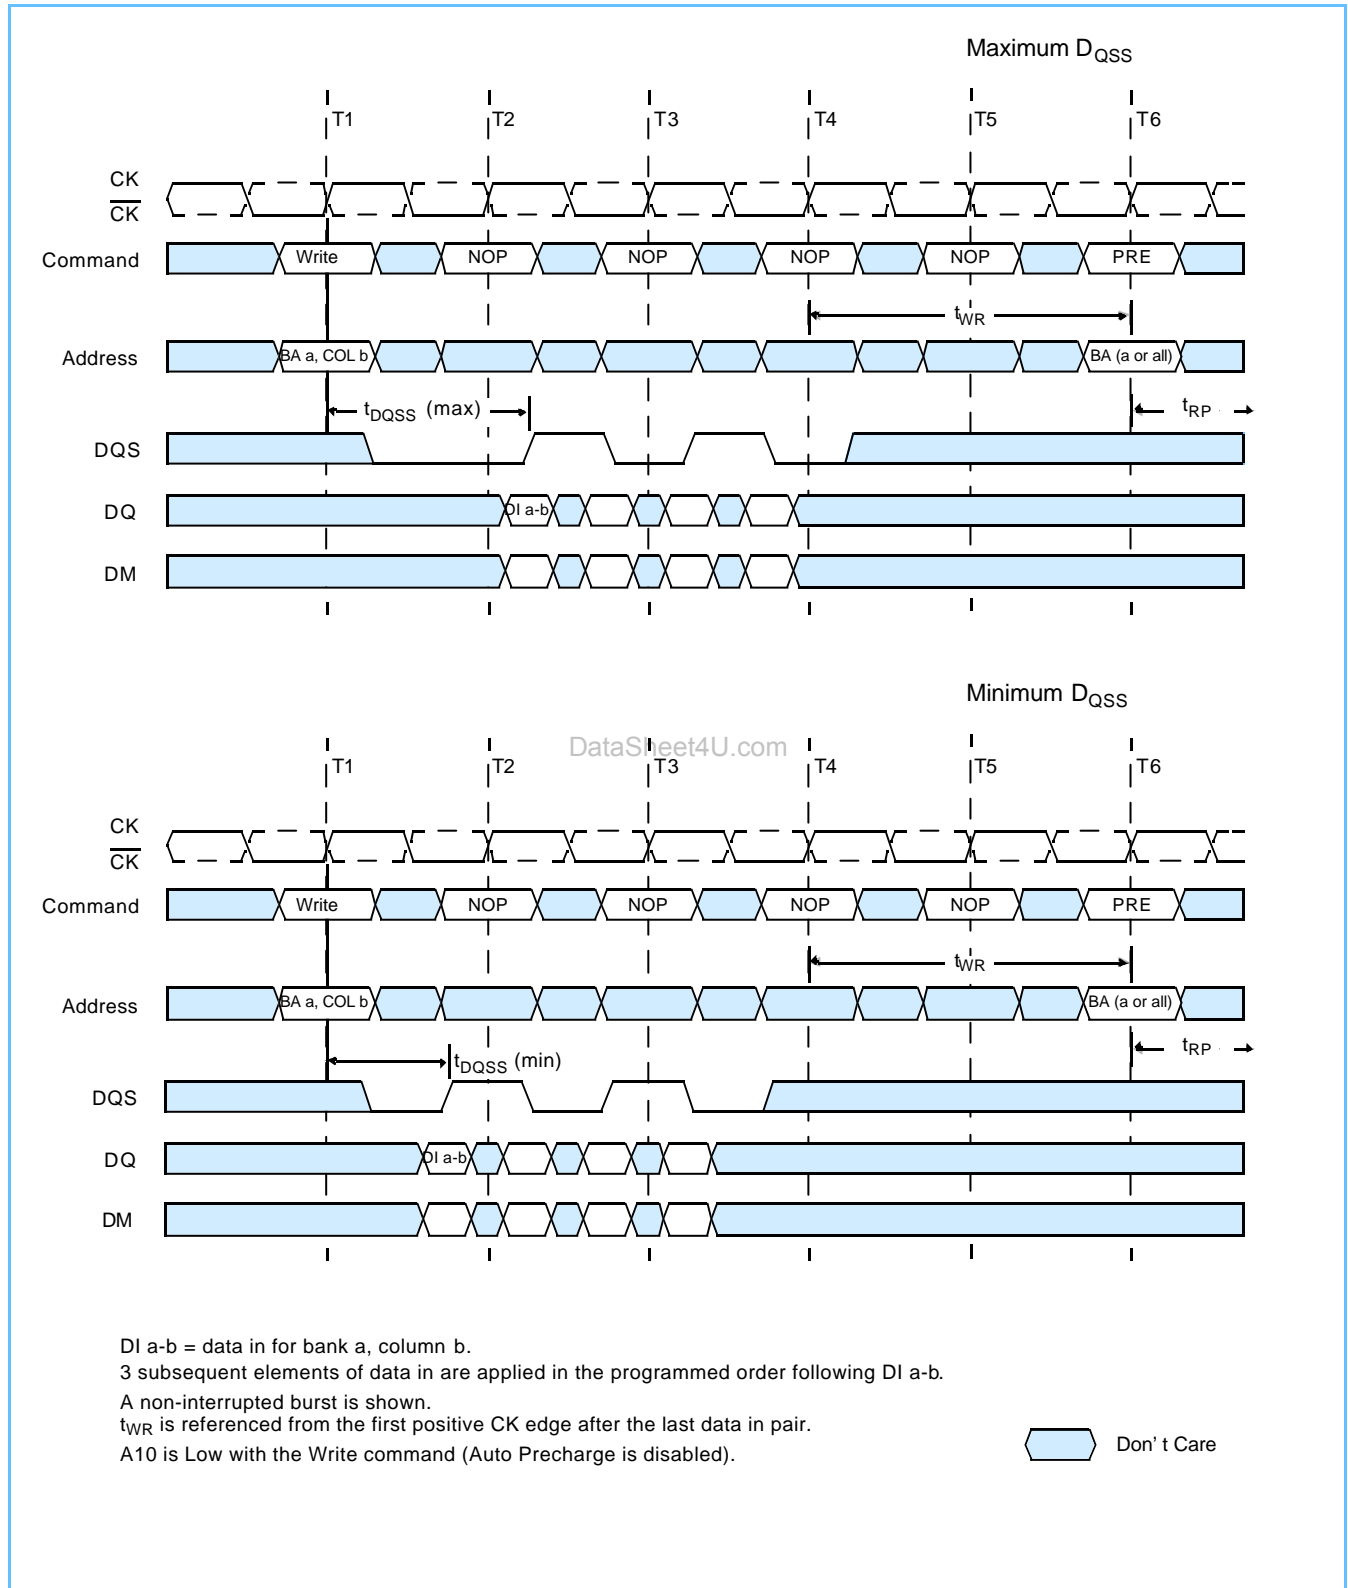 Maximum DQSS
T1 T2 T3 T4 T5 T6
CK
CK
Command Write NOP NOP NOP NOP PRE
tWR
Address BA a, COL b BA (a or all)
tDQSS (max) tRP
DQS
DQ DI a-b
DM
Minimum DQSS
DataSheet4U.com
T1 T2 T3 T4 T5 T6
CK
CK
Command Write NOP NOP NOP NOP PRE
tWR
Address BA a, COL b BA (a or all)
tDQSS (min) tRP
DQS
DQ DI a-b
DM
DI a-b = data in for bank a, column b.
3 subsequent elements of data in are applied in the programmed order following DI a-b.
A non-interrupted burst is shown.
tWR is referenced from the first positive CK edge after the last data in pair.
A10 is Low with the Write command (Auto Precharge is disabled).
Don' t Care